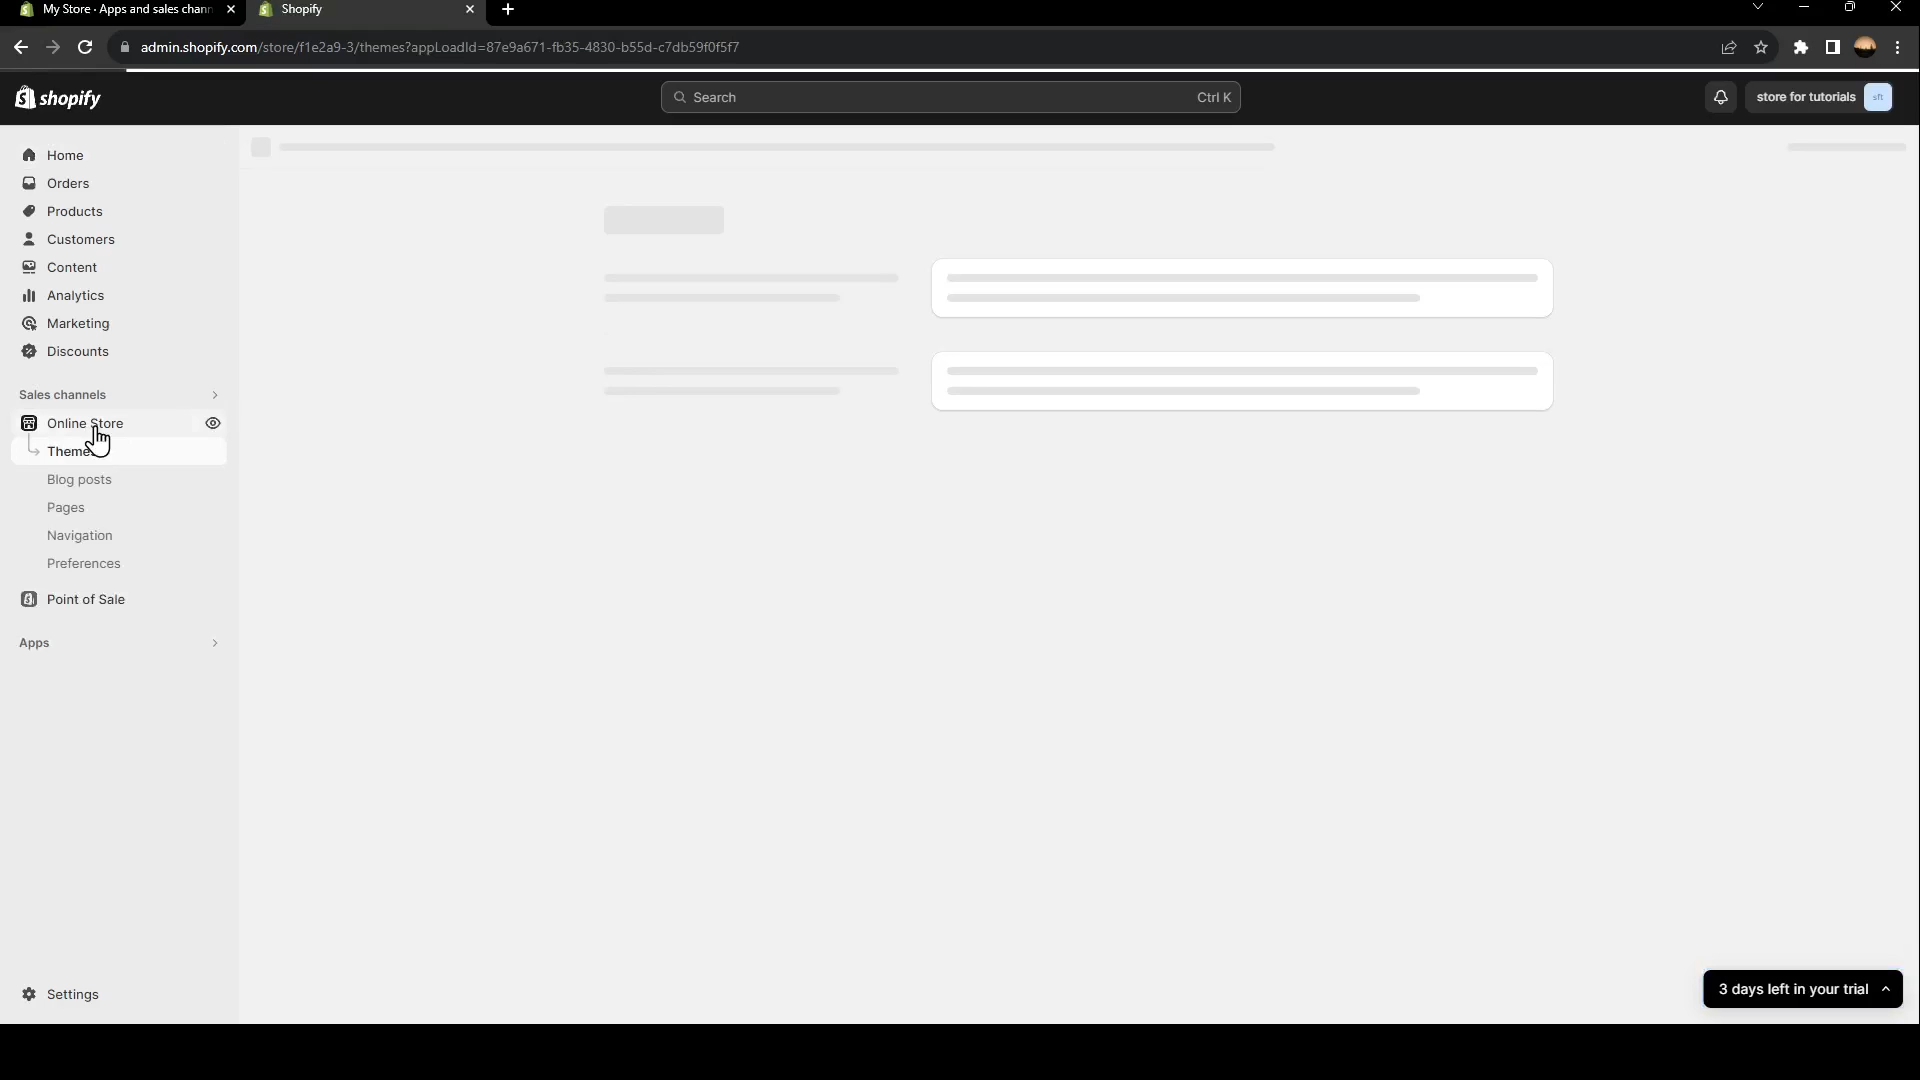 My Store · Apps and sales chann
Shopify
admin.shopify.com/store/f1e2a9-3/themes?appLoadId=87e9a671-fb35-4830-b55d-c7db59f0f5f7
shopify
Search
Ctrl K
store for tutorials
sft
Home
Orders
Products
Customers
Content
Analytics
Marketing
Discounts
Sales channels
Online Store
Themes
Blog posts
Pages
Navigation
Preferences
Point of Sale
Apps
Settings
3 days left in your trial